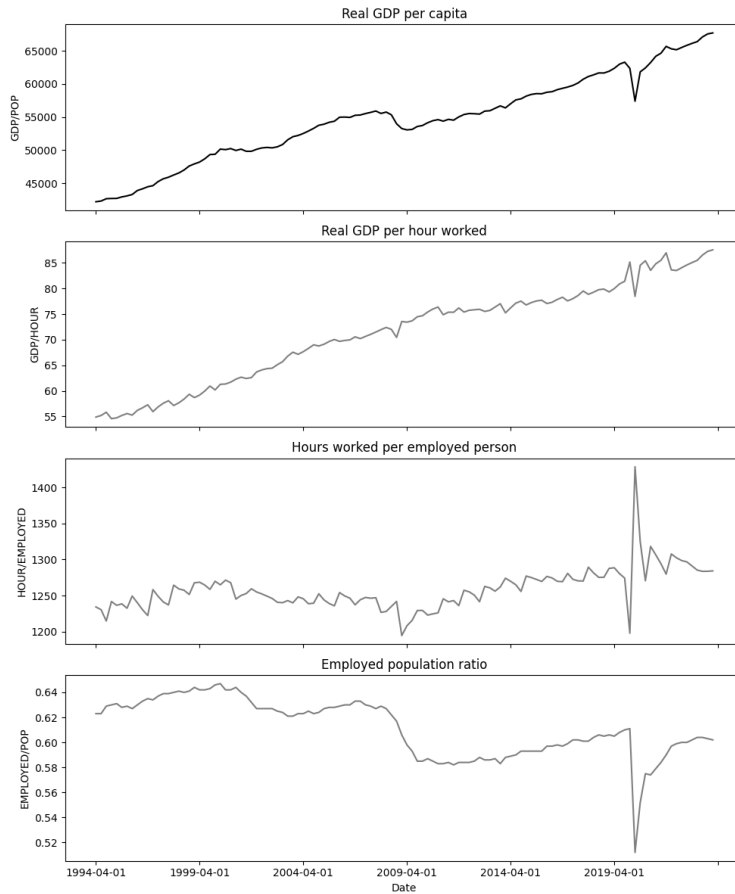 Real GDP per capita
65000
60000
55000
50000
45000
GDP/POP
Real GDP per hour worked
85
80
75
70
65
60
55
GDP/HOUR
Hours worked per employed person
1400
1350
1300
1250
1200
HOUR/EMPLOYED
Employed population ratio
0.64
0.62
0.60
0.58
0.56
0.54
0.52
EMPLOYED/POP
1994-04-01 1999-04-01 2004-04-01 2009-04-01 2014-04-01 2019-04-01
Date